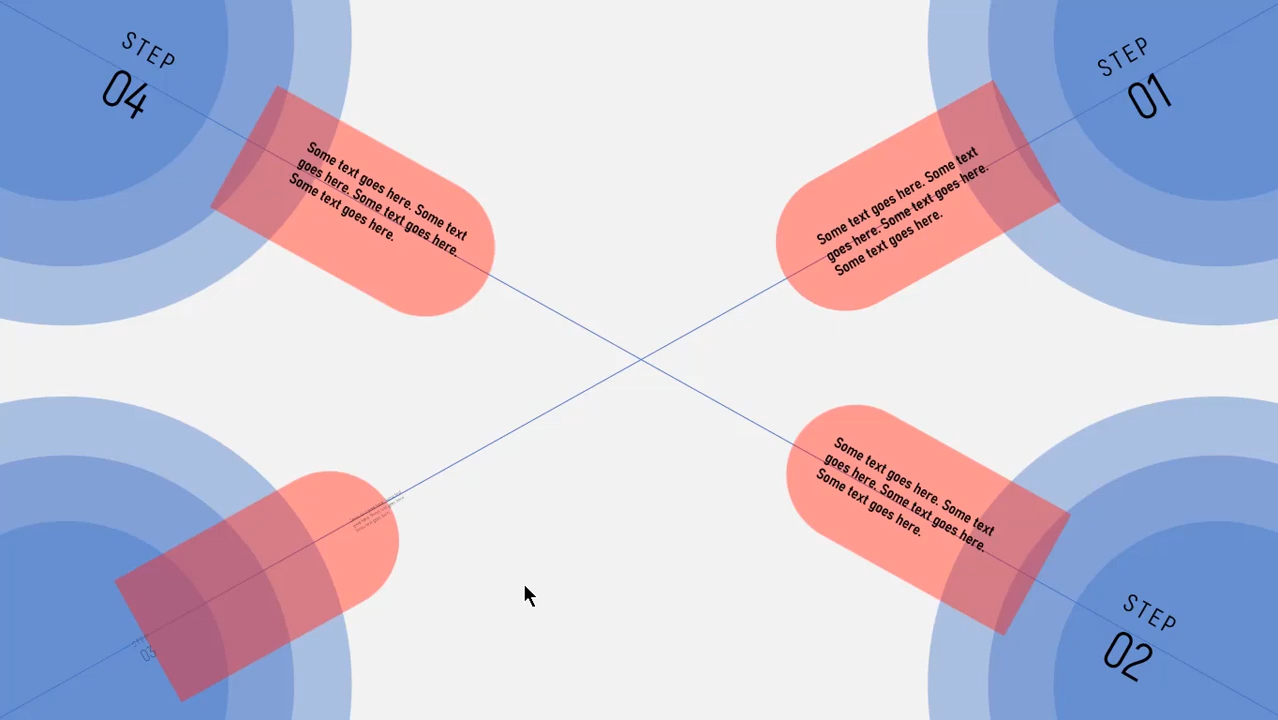 STEP
04
Some text goes here. Some text
goes here. Some text goes here.
Some text goes here.
STEP
01
Some text goes here. Some text
goes here. Some text goes here.
Some text goes here.
03
Some text goes here. Some text
goes here. Some text goes here.
Some text goes here.
STEP
02